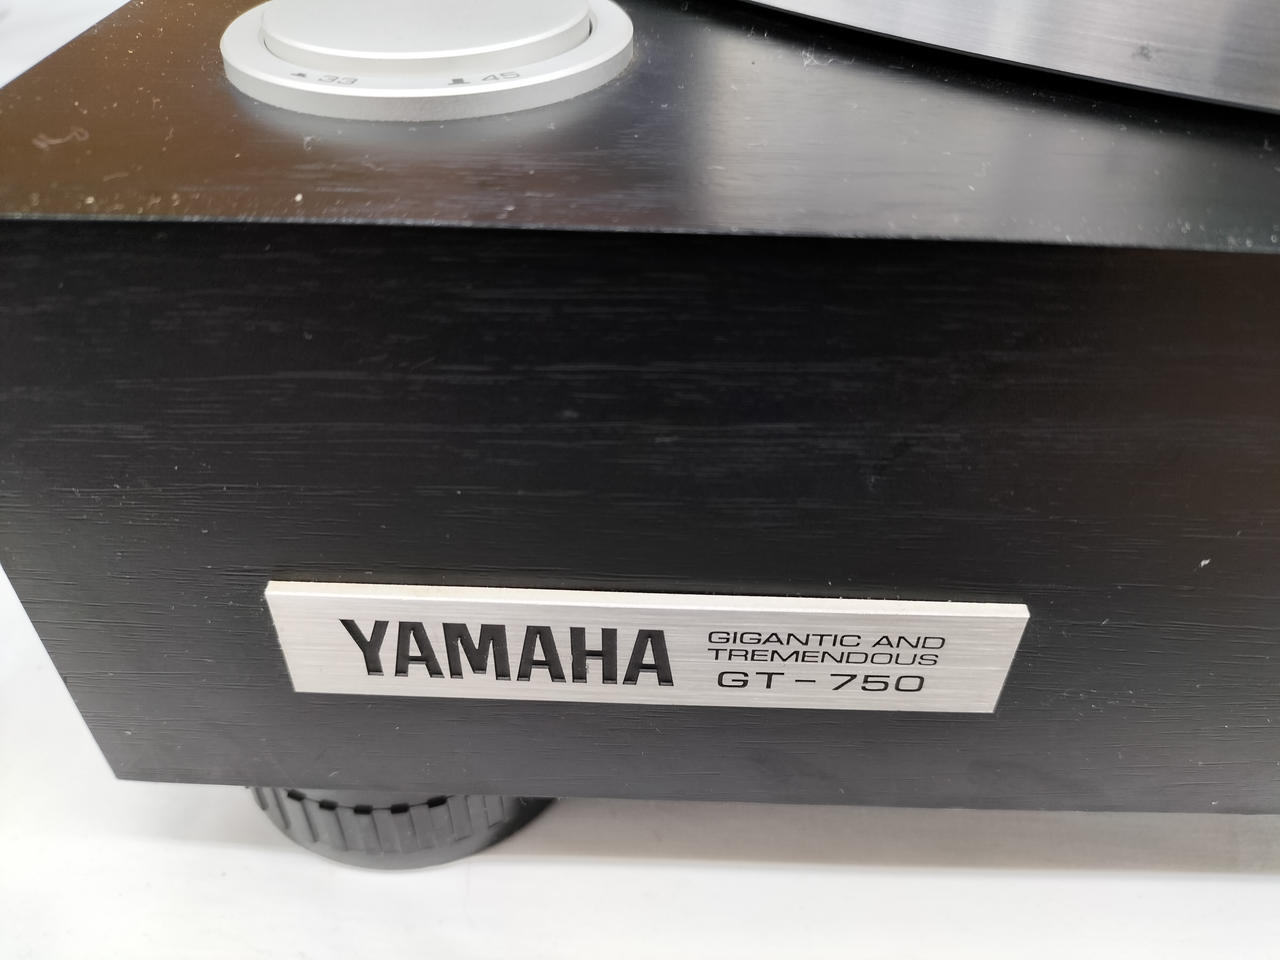 33 45
YAMAHA
GIGANTIC AND
TREMENDOUS
GT-750